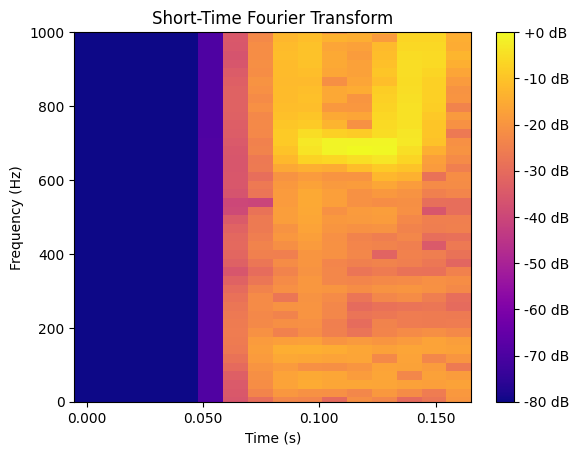 Short-Time Fourier Transform
1000
800
600
400
200
0
Frequency (Hz)
0.000
0.050
0.100
0.150
Time (s)
+0 dB
-10 dB
-20 dB
-30 dB
-40 dB
-50 dB
-60 dB
-70 dB
-80 dB